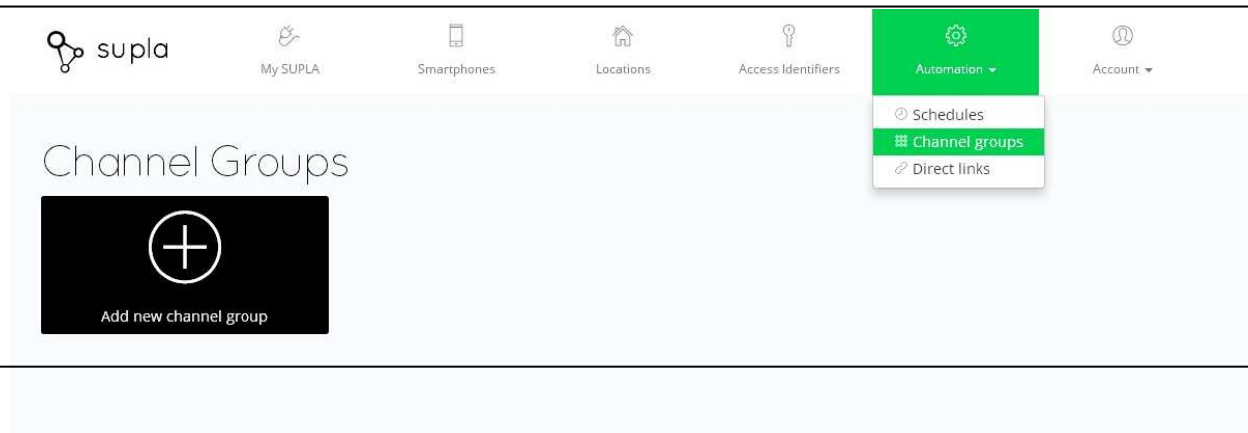 supla
My SUPLA
Smartphones
Locations
Access Identifiers
Automation
Account
Schedules
Channel groups
Direct links
Channel Groups
Add new channel group